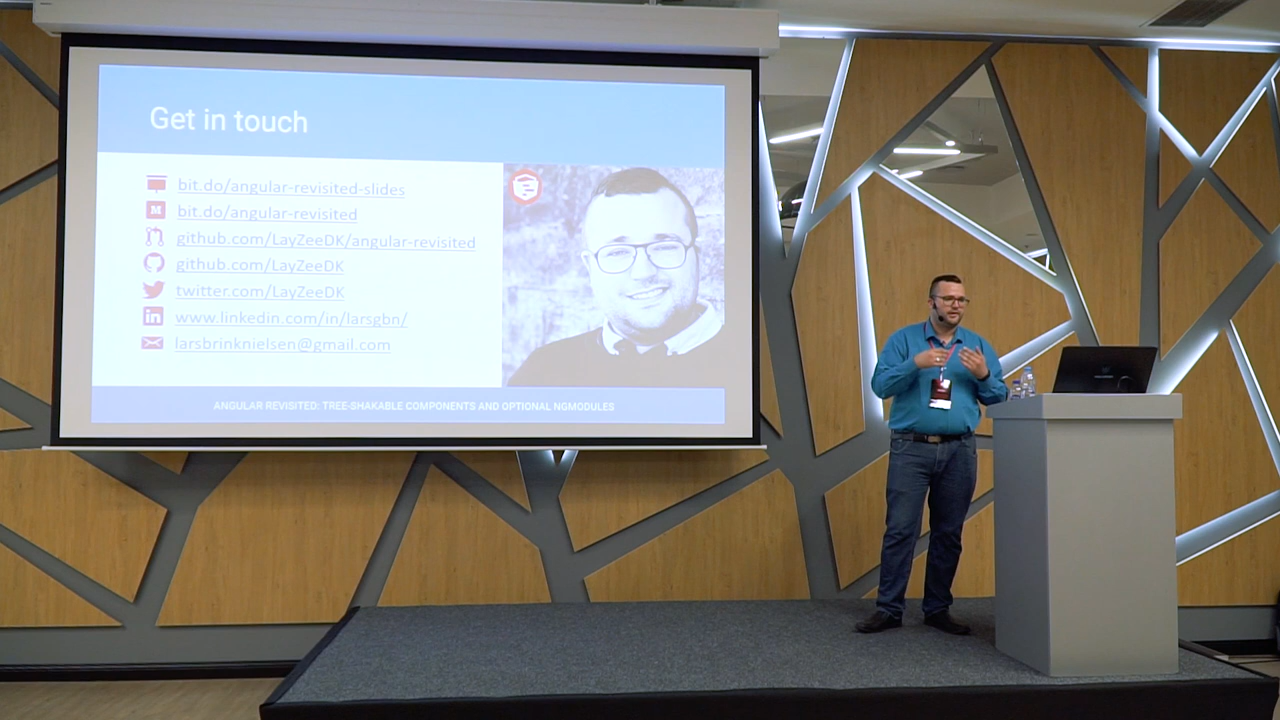 Get in touch
bit.do/angular-revisited-slides
M bit.do/angular-revisited
github.com/LayZeeDK/angular-revisited
github.com/LayZeeDK
twitter.com/LayZeeDK
in www.linkedin.com/in/larsgbn/
larsbrinknielsen@gmail.com
ANGULAR REVISITED: TREE-SHAKABLE COMPONENTS AND OPTIONAL NGMODULES